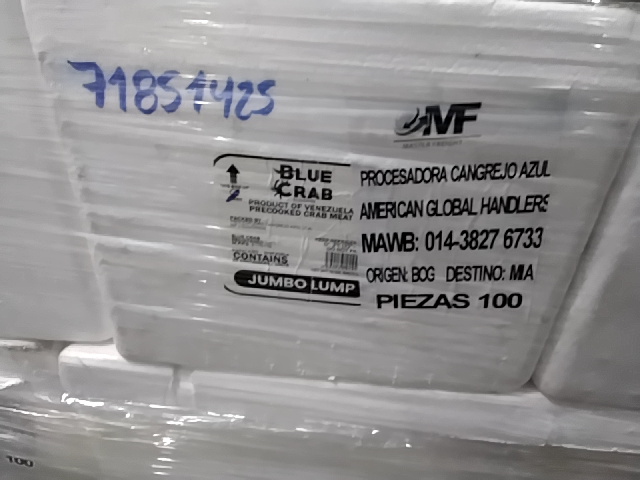 71851425
MF
BLUE
CRAB
PRODUCT OF VENEZUELA
PRECOOKED CRAB MEAT
CONTAINS
JUMBO LUMP
PROCESADORA CANGREJO AZUL
AMERICAN GLOBAL HANDLERS
MAWB: 014-3827 6733
ORIGEN: BOG DESTINO: MIA
PIEZAS 100
100